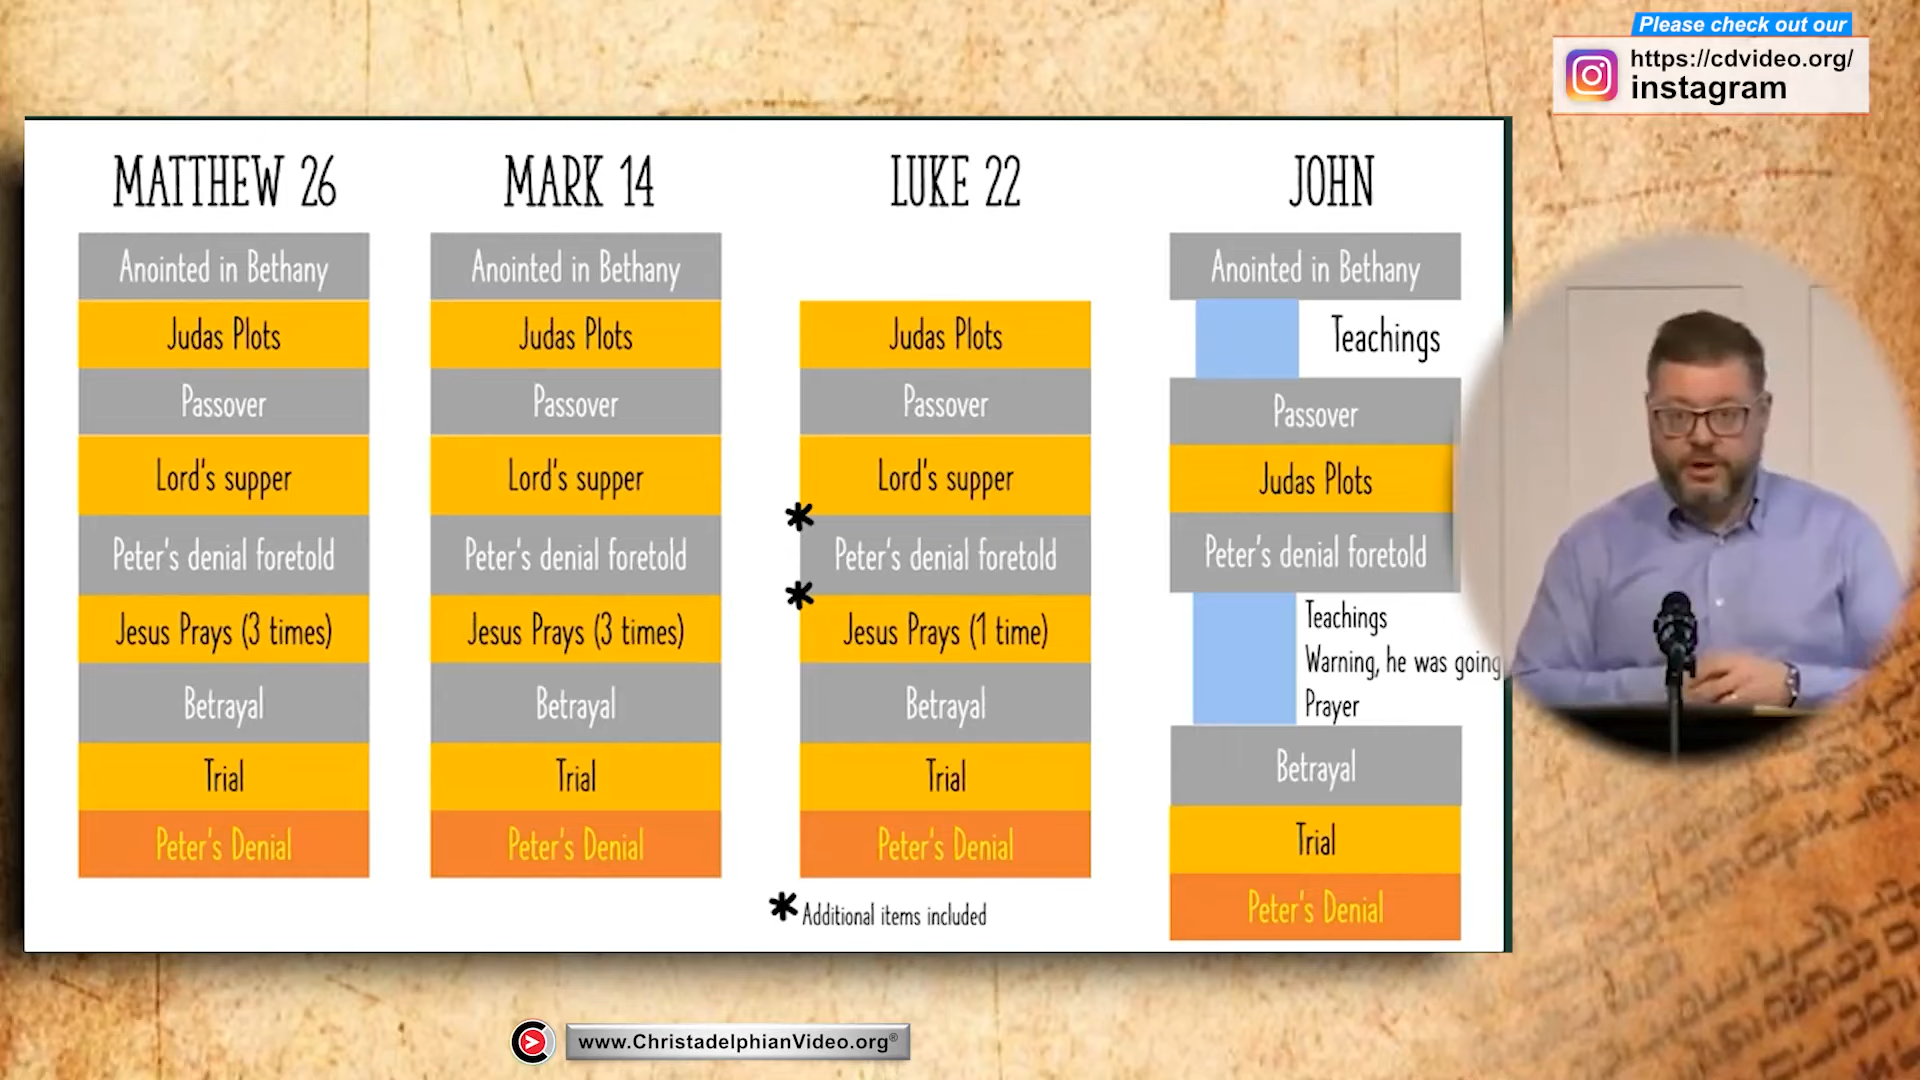 Please check out our
https://cdvideo.org/
instagram
MATTHEW 26
Anointed in Bethany
Judas Plots
Passover
Lord's supper
Peter's denial foretold
Jesus Prays (3 times)
Betrayal
Trial
Peter's Denial
MARK 14
Anointed in Bethany
Judas Plots
Passover
Lord's supper
Peter's denial foretold
Jesus Prays (3 times)
Betrayal
Trial
Peter's Denial
LUKE 22
Judas Plots
Passover
Lord's supper
*
Peter's denial foretold
*
Jesus Prays (1 time)
Betrayal
Trial
Peter's Denial
* Additional items included
JOHN
Anointed in Bethany
Teachings
Passover
Judas Plots
Peter's denial foretold
Teachings
Warning, he was going
Prayer
Betrayal
Trial
Peter's Denial
www.ChristadelphianVideo.org®